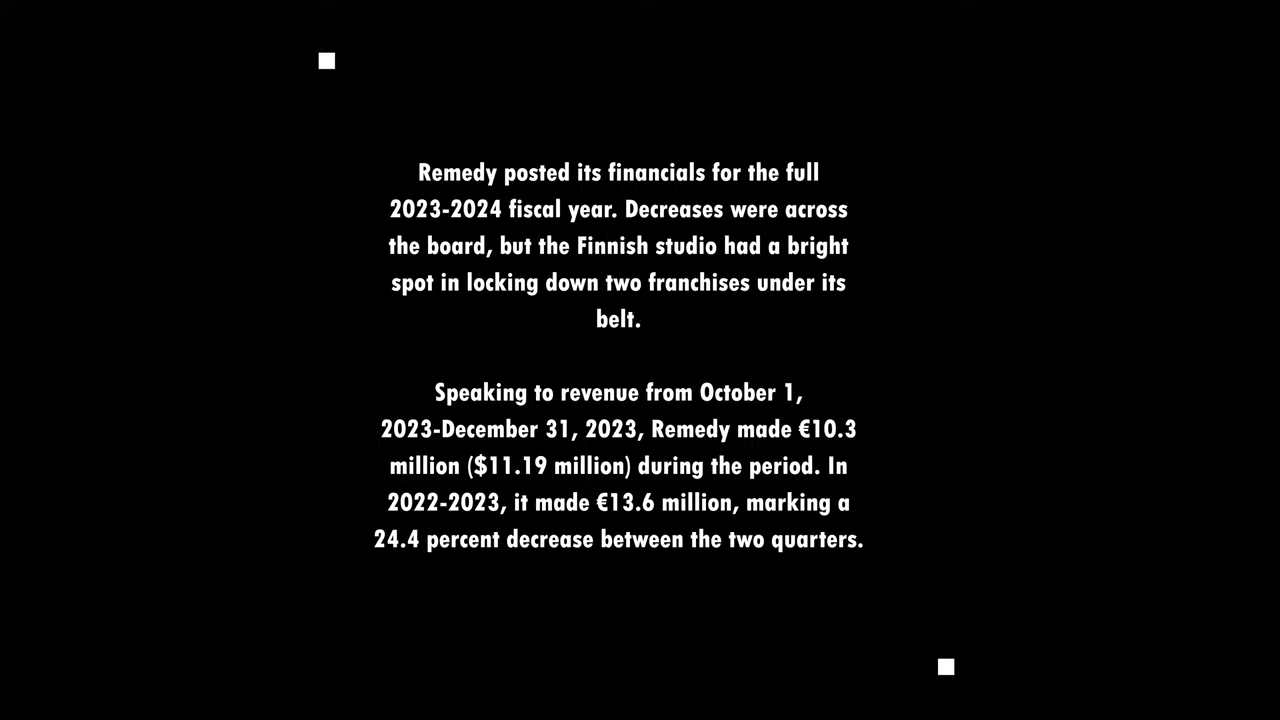 Remedy posted its financials for the full
2023-2024 fiscal year. Decreases were across
the board, but the Finnish studio had a bright
spot in locking down two franchises under its
belt.
Speaking to revenue from October 1,
2023-December 31, 2023, Remedy made €10.3
million ($11.19 million) during the period. In
2022-2023, it made €13.6 million, marking a
24.4 percent decrease between the two quarters.